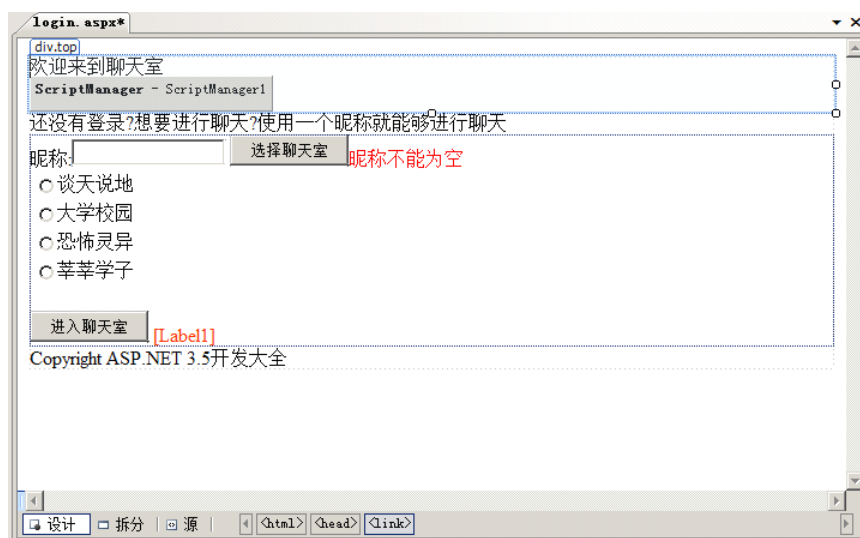 login.aspx*
div.top
欢迎来到聊天室
ScriptManager - ScriptManager1
还没有登录?想要进行聊天?使用一个昵称就能够进行聊天
昵称: 选择聊天室 昵称不能为空
谈天说地
大学校园
恐怖灵异
莘莘学子
进入聊天室 [Label1]
Copyright ASP.NET 3.5开发大全
设计 拆分 源 <html> <head> <link>